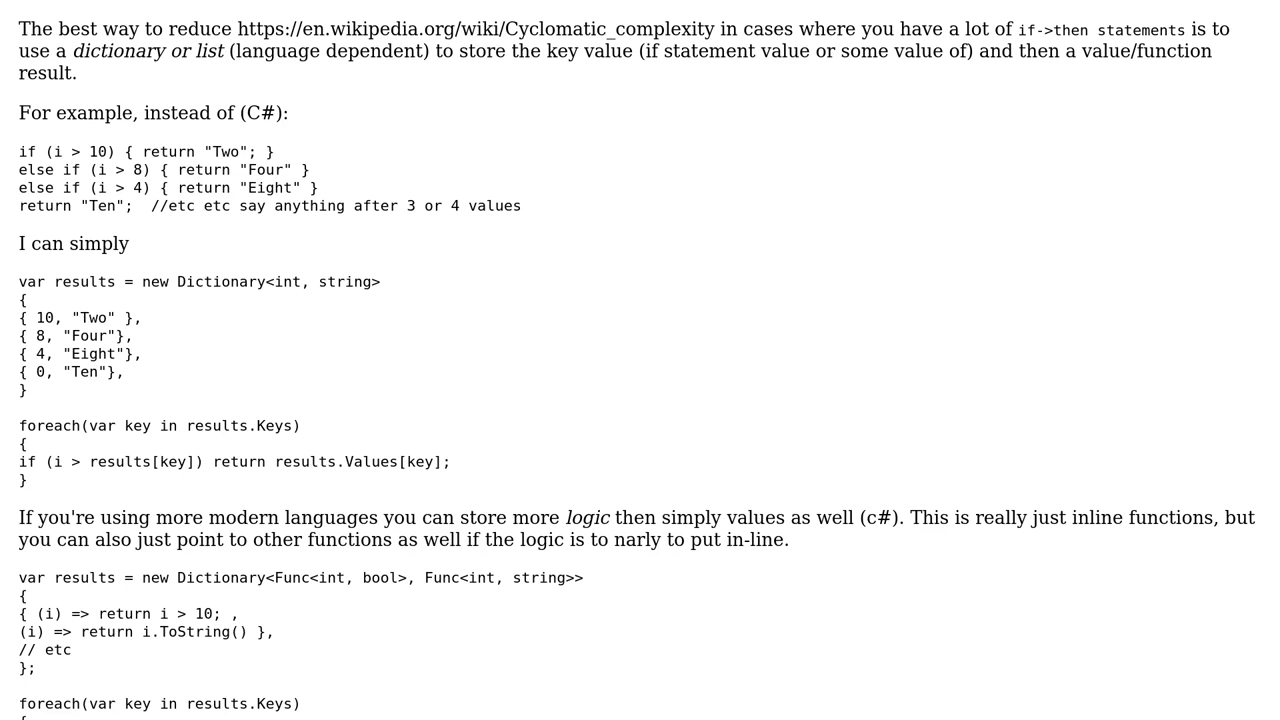 The best way to reduce https://en.wikipedia.org/wiki/Cyclomatic_complexity in cases where you have a lot of if->then statements is to
use a dictionary or list (language dependent) to store the key value (if statement value or some value of) and then a value/function
result.
For example, instead of (C#):
if (i > 10) { return "Two"; }
else if (i > 8) { return "Four" }
else if (i > 4) { return "Eight" }
return "Ten";  //etc etc say anything after 3 or 4 values
I can simply
var results = new Dictionary<int, string>
{
{ 10, "Two" },
{ 8, "Four"},
{ 4, "Eight"},
{ 0, "Ten"},
}
foreach(var key in results.Keys)
{
if (i > results[key]) return results.Values[key];
}
If you're using more modern languages you can store more logic then simply values as well (c#). This is really just inline functions, but
you can also just point to other functions as well if the logic is to narly to put in-line.
var results = new Dictionary<Func<int, bool>, Func<int, string>>
{
{ (i) => return i > 10; ,
(i) => return i.ToString() },
// etc
};
foreach(var key in results.Keys)
{